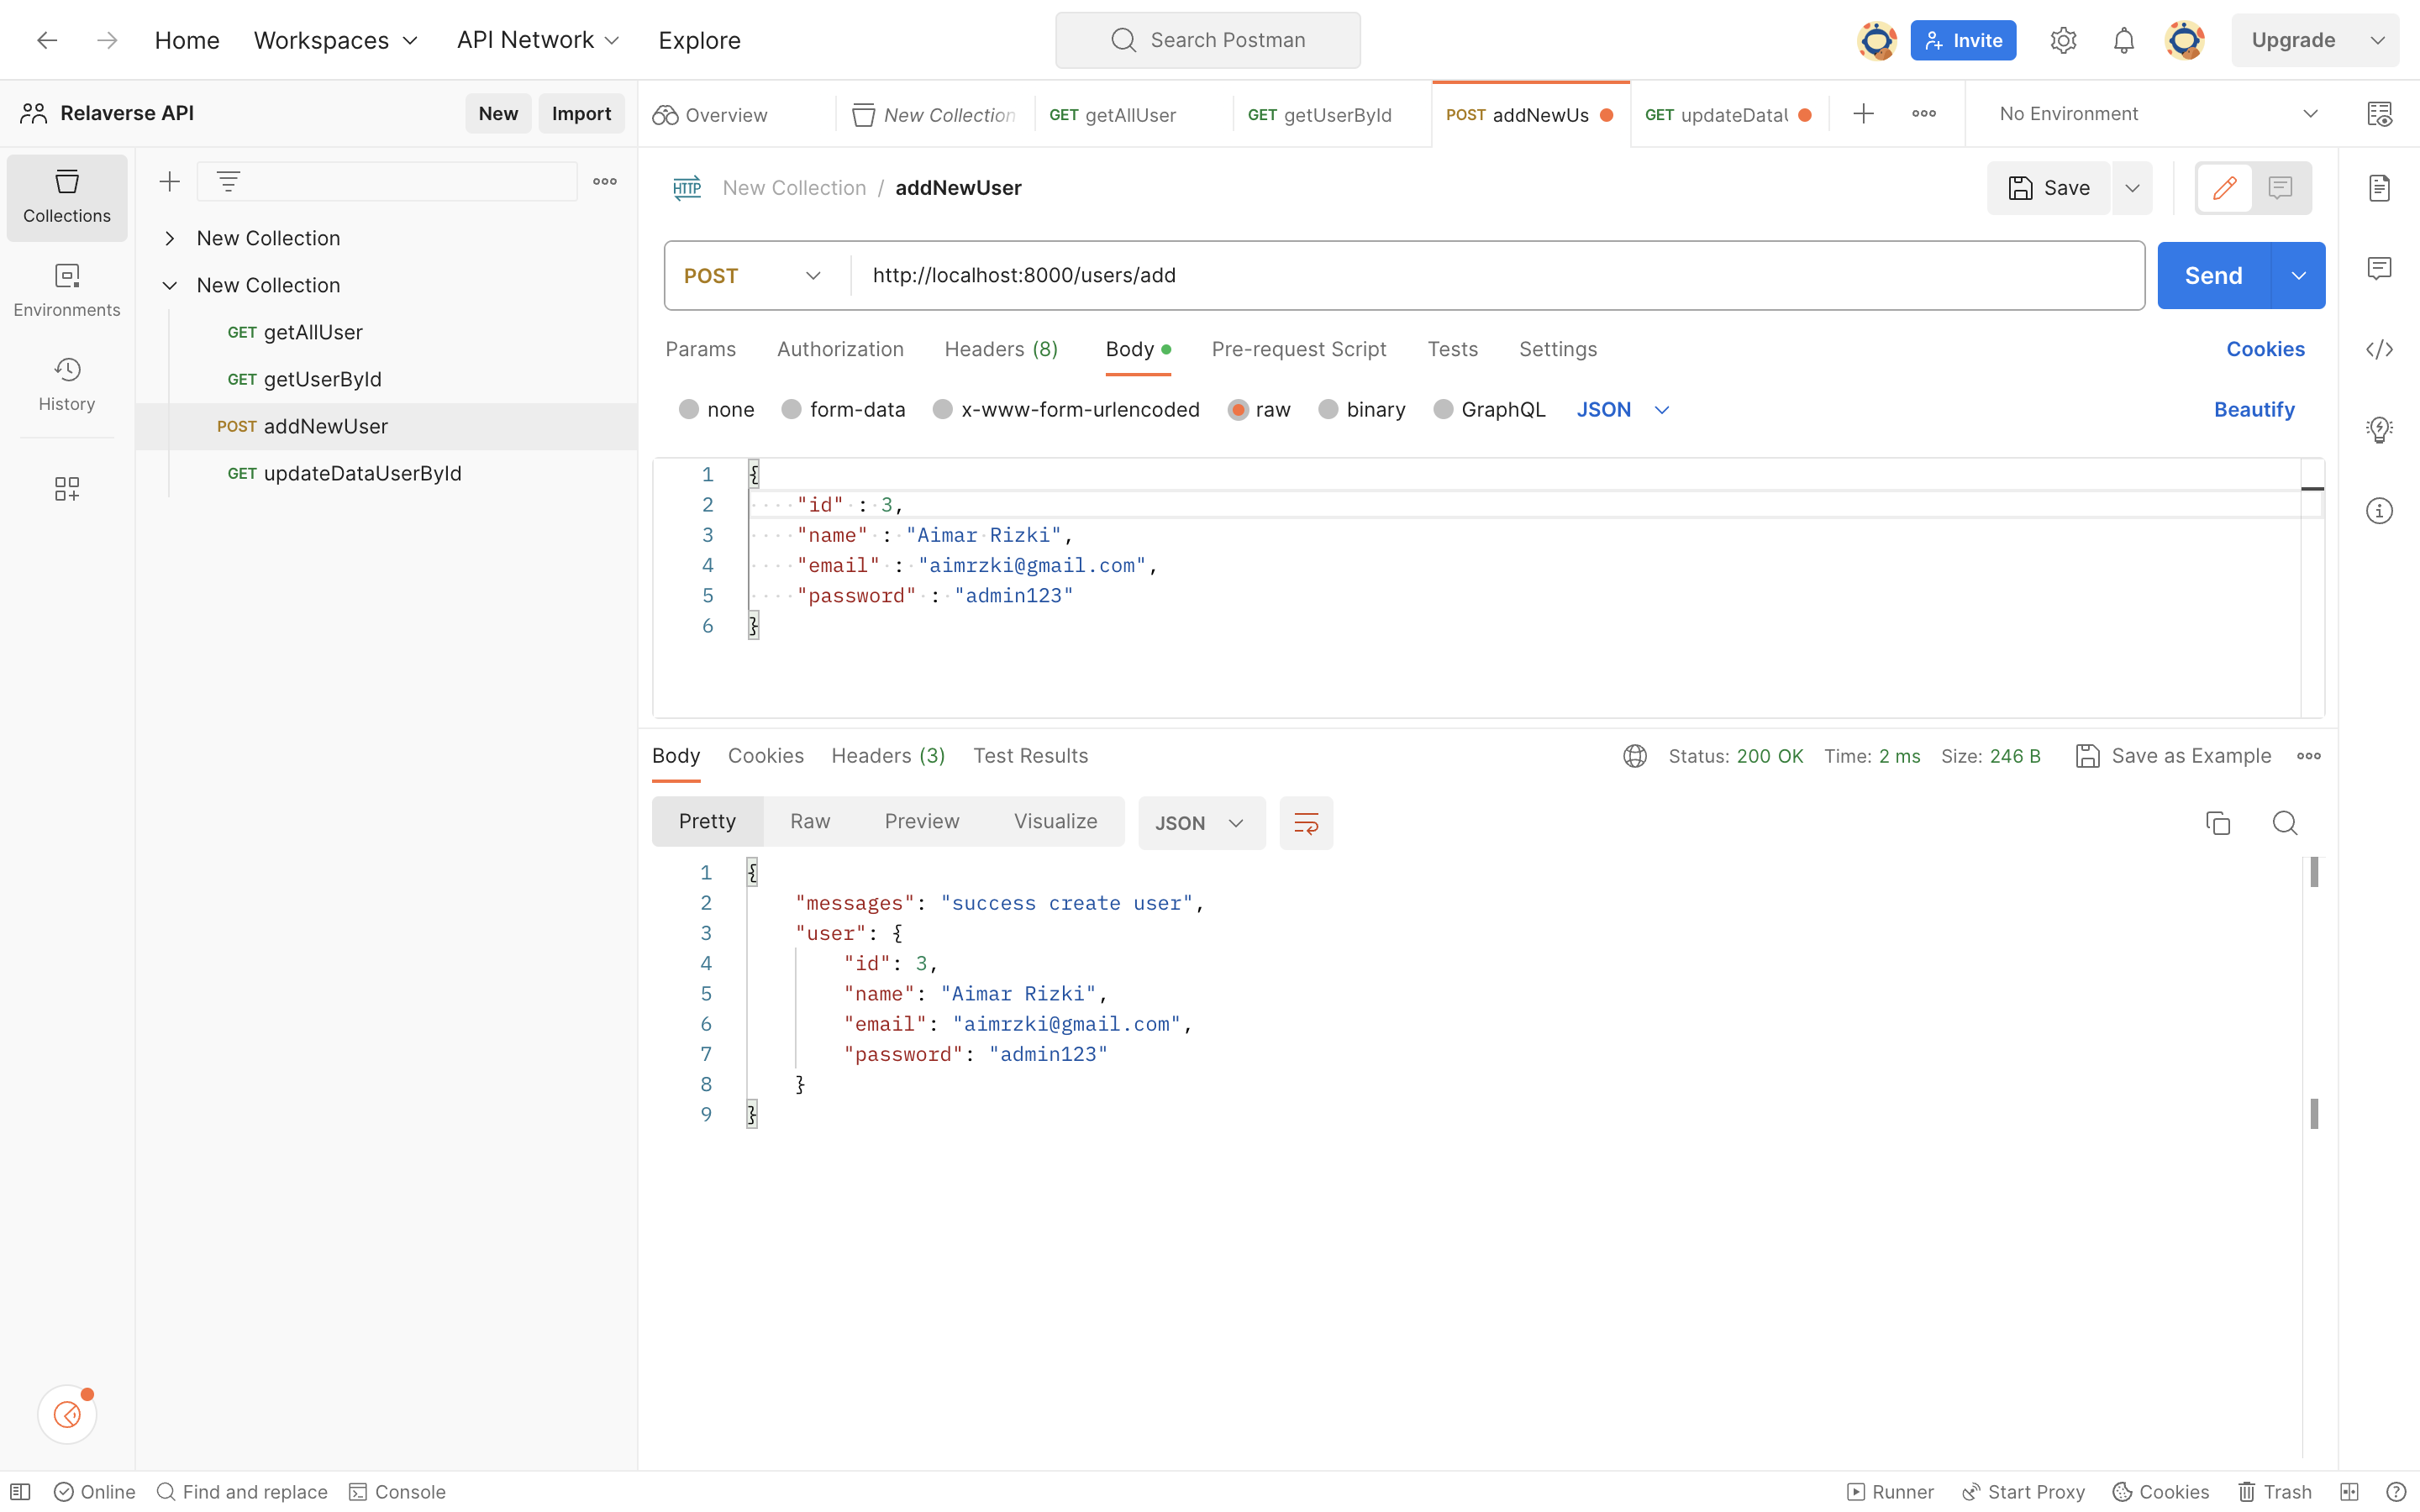 Home Workspaces API Network Explore Search Postman Invite Upgrade
Relaverse API New Import Overview New Collection GET getAllUser GET getUserById POST addNewUs GET updateDataU No Environment
Collections
Environments
History
New Collection
New Collection
GET getAllUser
GET getUserById
POST addNewUser
GET updateDataUserById
HTTP New Collection / addNewUser Save
POST http://localhost:8000/users/add Send
Params Authorization Headers (8) Body Pre-request Script Tests Settings Cookies
none form-data x-www-form-urlencoded raw binary GraphQL JSON Beautify
1 {
2 "id" : 3,
3 "name" : "Aimar Rizki",
4 "email" : "aimrzki@gmail.com",
5 "password" : "admin123"
6 }
Body Cookies Headers (3) Test Results Status: 200 OK Time: 2 ms Size: 246 B Save as Example
Pretty Raw Preview Visualize JSON
1 {
2 "messages": "success create user",
3 "user": {
4 "id": 3,
5 "name": "Aimar Rizki",
6 "email": "aimrzki@gmail.com",
7 "password": "admin123"
8 }
9 }
Online Find and replace Console Runner Start Proxy Cookies Trash